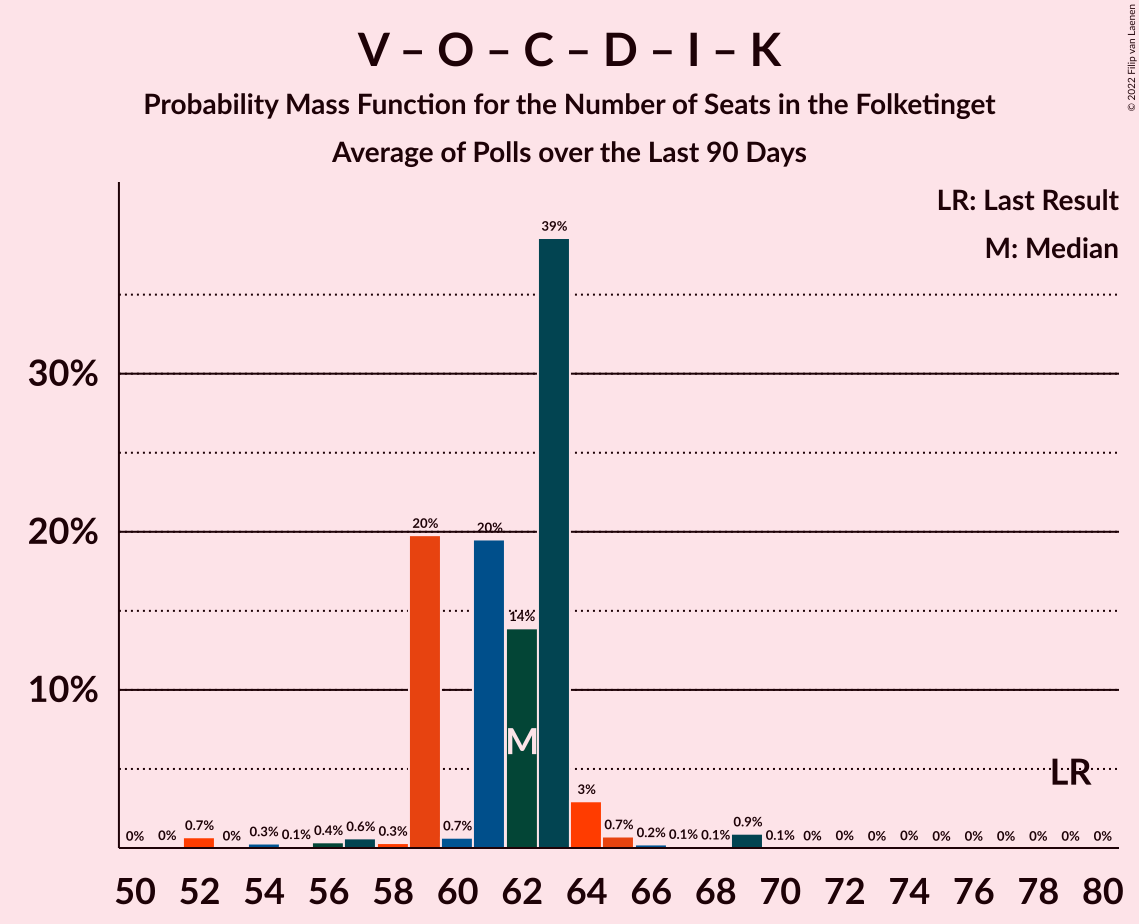 V – O – C – D – I – K
Probability Mass Function for the Number of Seats in the Folketinget
Average of Polls over the Last 90 Days
© 2022 Filip van Laenen
LR: Last Result
M: Median
39%
30%
20%
20% 20%
14%
10%
M
LR
3%
0% 0% 0.7% 0% 0.3% 0.1% 0.4% 0.6% 0.3% 0.7% 0.7% 0.2% 0.1% 0.1% 0.9% 0.1% 0% 0% 0% 0% 0% 0% 0% 0% 0% 0%
50 52 54 56 58 60 62 64 66 68 70 72 74 76 78 80